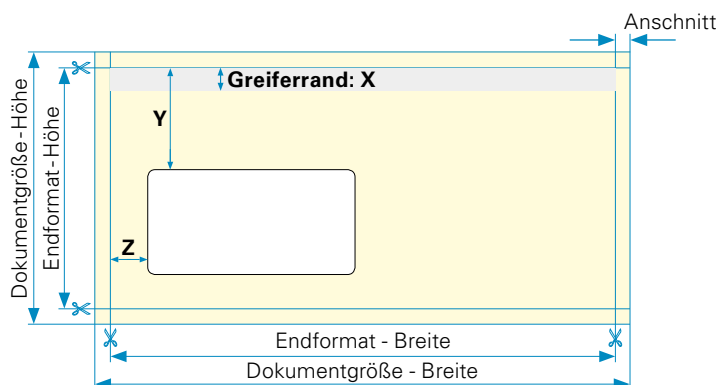 Anschnitt
Greiferrand: X
Y
Dokumentgröße - Höhe
Endformat - Höhe
Z
Endformat - Breite
Dokumentgröße - Breite